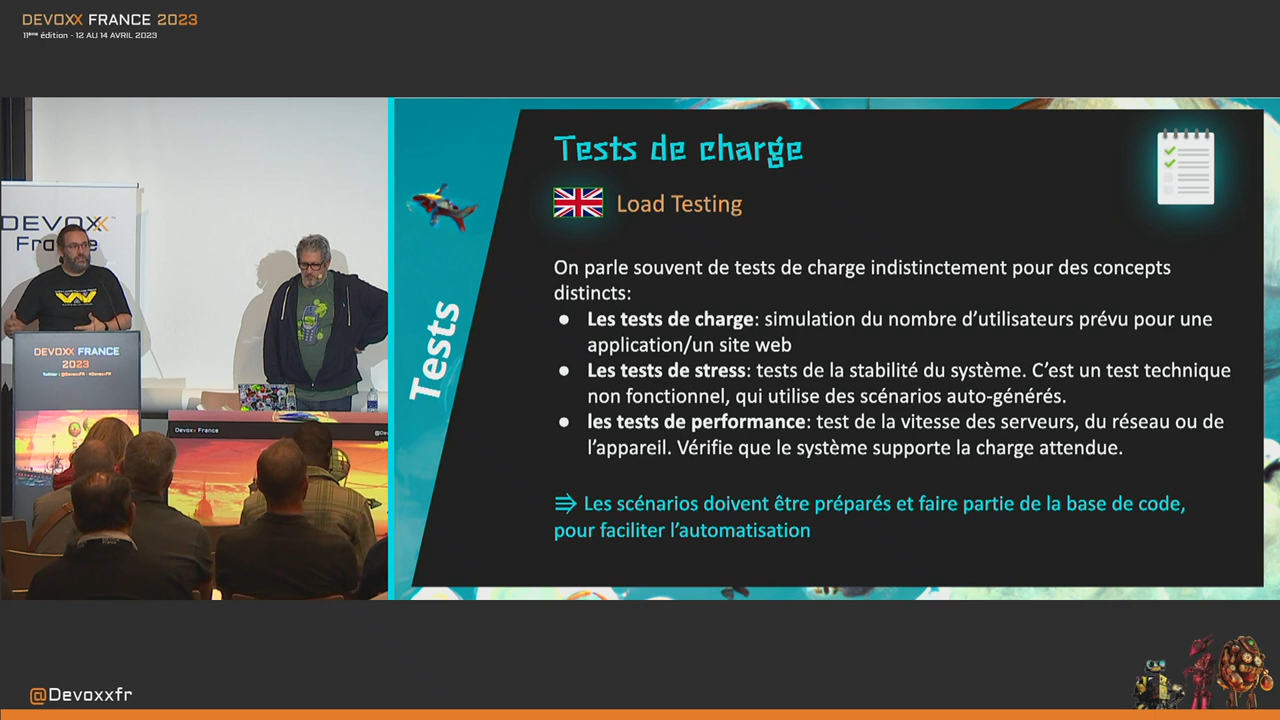 DEVOXX FRANCE 2023
11ème édition - 12 AU 14 AVRIL 2023
DEVOXX
France
DEVOXX FRANCE
2023
Twitter : @DevoxxFR - #DevoxxFR
Devoxx France
Tests
Tests de charge
Load Testing
On parle souvent de tests de charge indistinctement pour des concepts
distincts:
● Les tests de charge: simulation du nombre d’utilisateurs prévu pour une
application/un site web
● Les tests de stress: tests de la stabilité du système. C’est un test technique
non fonctionnel, qui utilise des scénarios auto-générés.
● les tests de performance: test de la vitesse des serveurs, du réseau ou de
l’appareil. Vérifie que le système supporte la charge attendue.
⇒ Les scénarios doivent être préparés et faire partie de la base de code,
pour faciliter l’automatisation
@Devoxxfr